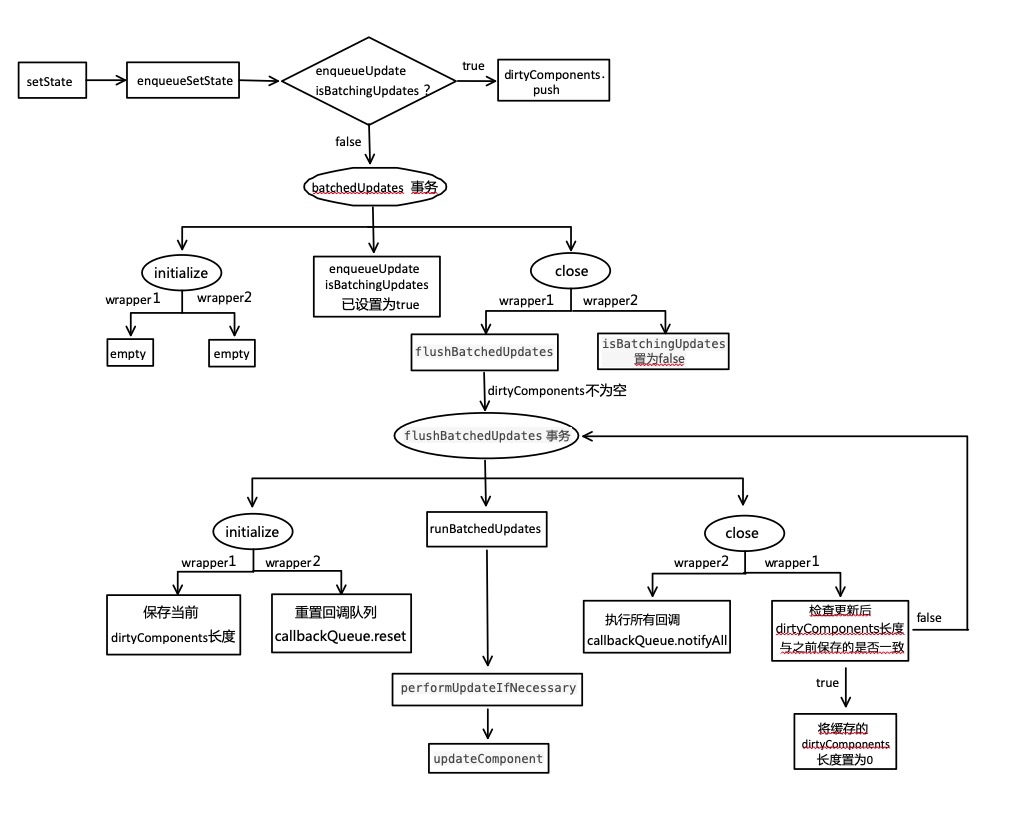 setState
enqueueSetState
enqueueUpdate
isBatchingUpdates ?
true
dirtyComponents.
push
false
batchedUpdates 事务
initialize
wrapper1
wrapper2
empty
empty
enqueueUpdate
isBatchingUpdates
已设置为true
close
wrapper1
wrapper2
flushBatchedUpdates
isBatchingUpdates
置为false
dirtyComponents不为空
flushBatchedUpdates 事务
initialize
wrapper1
wrapper2
保存当前
dirtyComponents长度
重置回调队列
callbackQueue.reset
runBatchedUpdates
performUpdateIfNecessary
updateComponent
close
wrapper2
wrapper1
执行所有回调
callbackQueue.notifyAll
检查更新后
dirtyComponents长度
与之前保存的是否一致
false
true
将缓存的
dirtyComponents
长度置为0